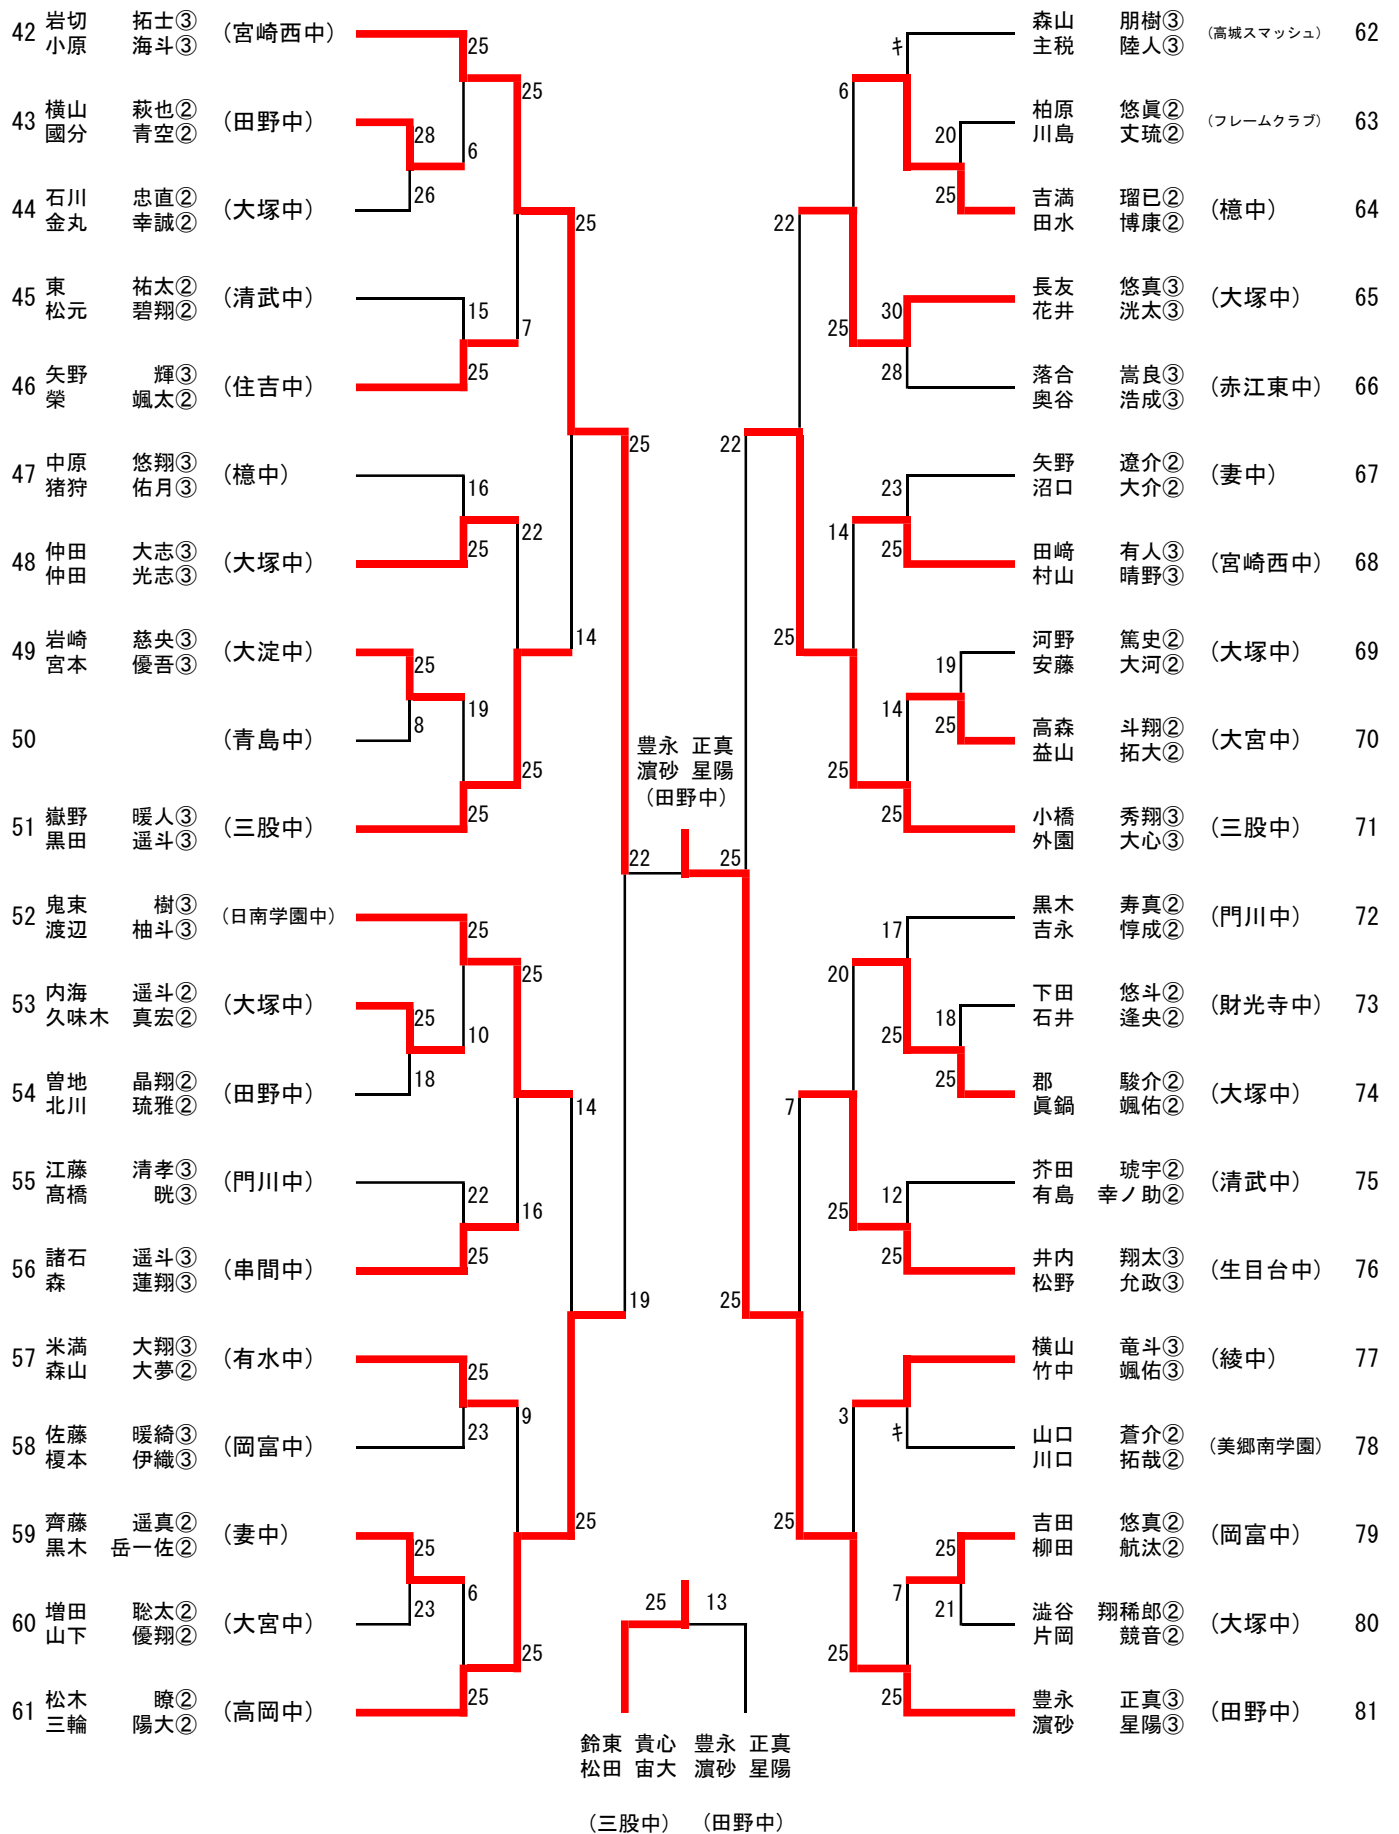 42 岩切 拓士③ (宮崎西中)
小原 海斗③
43 横山 萩也② (田野中)
國分 青空②
44 石川 忠直② (大塚中)
金丸 幸誠②
45 東 祐太② (清武中)
松元 碧翔②
46 矢野 輝③ (住吉中)
榮 颯太②
47 中原 悠翔③ (檍中)
猪狩 佑月③
48 仲田 大志③ (大塚中)
仲田 光志③
49 岩崎 慈央③ (大淀中)
宮本 優吾③
50 (青島中)
51 嶽野 暖人③ (三股中)
黒田 遥斗③
52 鬼束 樹③ (日南学園中)
渡辺 柚斗③
53 内海 遥斗② (大塚中)
久味木 真宏②
54 曽地 晶翔② (田野中)
北川 琉雅②
55 江藤 清孝③ (門川中)
髙橋 晄③
56 諸石 遥斗③ (串間中)
森 蓮翔③
57 米満 大翔③ (有水中)
森山 大夢②
58 佐藤 暖綺③ (岡富中)
榎本 伊織③
59 齊藤 遥真② (妻中)
黒木 岳一佐②
60 増田 聡太② (大宮中)
山下 優翔②
61 松木 瞭② (高岡中)
三輪 陽大②
25
28
26
6
25
15
25
7
25
16
25
22
25
8
19
25
25
14
25
25
25
18
10
25
22
25
16
14
25
23
9
25
23
6
25
25
25
19
22
豊永 正真
濵砂 星陽
(田野中)
25
25 13
鈴東 貴心 豊永 正真
松田 宙大 濵砂 星陽
(三股中) (田野中)
キ
20
25
6
30
28
25
22
23
25
14
19
25
14
25
25
25
22
17
18
25
25
20
12
25
25
7
3
キ
25
21
7
25
25
25
25
森山 朋樹③ (高城スマッシュ) 62
主税 陸人③
柏原 悠眞② (フレームクラブ) 63
川島 丈琉②
吉満 瑠已② (檍中) 64
田水 博康②
長友 悠真③ (大塚中) 65
花井 洸太③
落合 嵩良③ (赤江東中) 66
奥谷 浩成③
矢野 遼介② (妻中) 67
沼口 大介②
田﨑 有人③ (宮崎西中) 68
村山 晴野③
河野 篤史② (大塚中) 69
安藤 大河②
高森 斗翔② (大宮中) 70
益山 拓大②
小橋 秀翔③ (三股中) 71
外園 大心③
黒木 寿真② (門川中) 72
吉永 惇成②
下田 悠斗② (財光寺中) 73
石井 逢央②
郡 駿介② (大塚中) 74
眞鍋 颯佑②
芥田 琥宇② (清武中) 75
有島 幸ノ助②
井内 翔太③ (生目台中) 76
松野 允政③
横山 竜斗③ (綾中) 77
竹中 颯佑③
山口 蒼介② (美郷南学園) 78
川口 拓哉②
吉田 悠真② (岡富中) 79
柳田 航汰②
澁谷 翔稀郎② (大塚中) 80
片岡 競音②
豊永 正真③ (田野中) 81
濵砂 星陽③